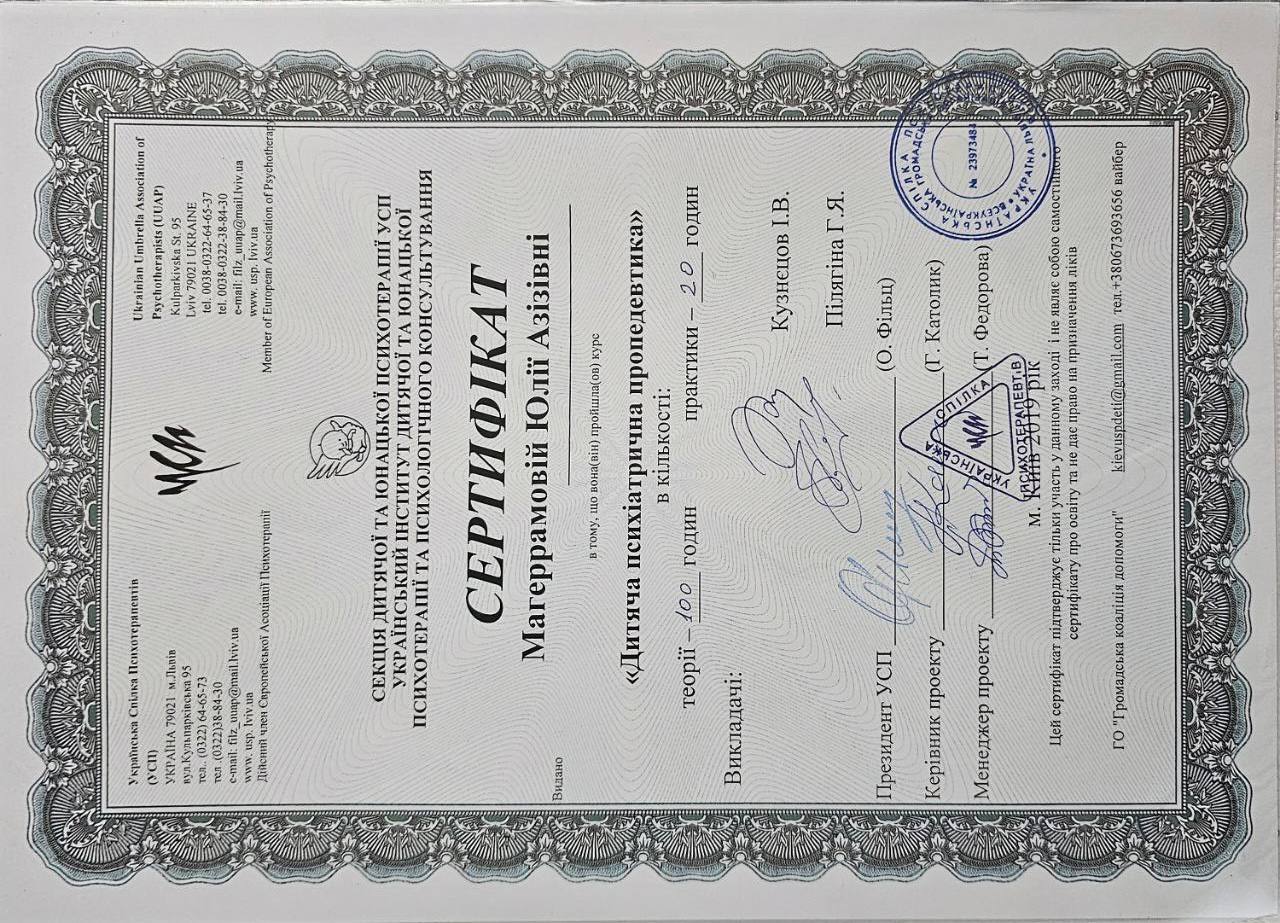 Українська Спілка Психотерапевтів
(УСП)
УКРАЇНА 79021 м.Львів
вул.Кульпарківська 95
тел.. (0322) 64-65-73
тел .(0322)38-84-30
e-mail: filz_uuap@mail.lviv.ua
www. usp. lviv.ua
Дійсний член Європейської Асоціації Психотерапії
Ukrainian Umbrella Association of
Psychotherapists (UUAP)
Kulparkivska St. 95
Lviv 79021 UKRAINE
tel. 0038-0322-64-65-37
tel. 0038-0322-38-84-30
e-mail: filz_uuap@mail.lviv.ua
www. usp. lviv.ua
Member of European Association of Psychotherapy
СЕКЦІЯ ДИТЯЧОЇ ТА ЮНАЦЬКОЇ ПСИХОТЕРАПІЇ УСП
УКРАЇНСЬКИЙ ІНСТИТУТ ДИТЯЧОЇ ТА ЮНАЦЬКОЇ
ПСИХОТЕРАПІЇ ТА ПСИХОЛОГІЧНОГО КОНСУЛЬТУВАННЯ
СЕРТИФІКАТ
Магеррамовій Юлії Азізівні
Видано
в тому, що вона(він) пройшла(ов) курс
«Дитяча психіатрична пропедевтика»
в кількості:
теорії – 100 годин практики – 20 годин
Викладачі:
Кузнєцов І.В.
Пілягіна Г.Я.
Президент УСП (О. Фільц)
Керівник проекту (Г. Католик)
Менеджер проекту (Т. Федорова)
м. Київ 2019 рік
УКРАЇНСЬКА СПІЛКА
ПСИХОТЕРАПЕВТІВ
№ 23973484
Цей сертифікат підтверджує тільки участь у данному заході і не являє собою самостійного
сертифікату про освіту та не дає право на призначення ліків
ГО "Громадська коаліція допомоги" kievuspdeti@gmail.com тел.+380673693656 вайбер